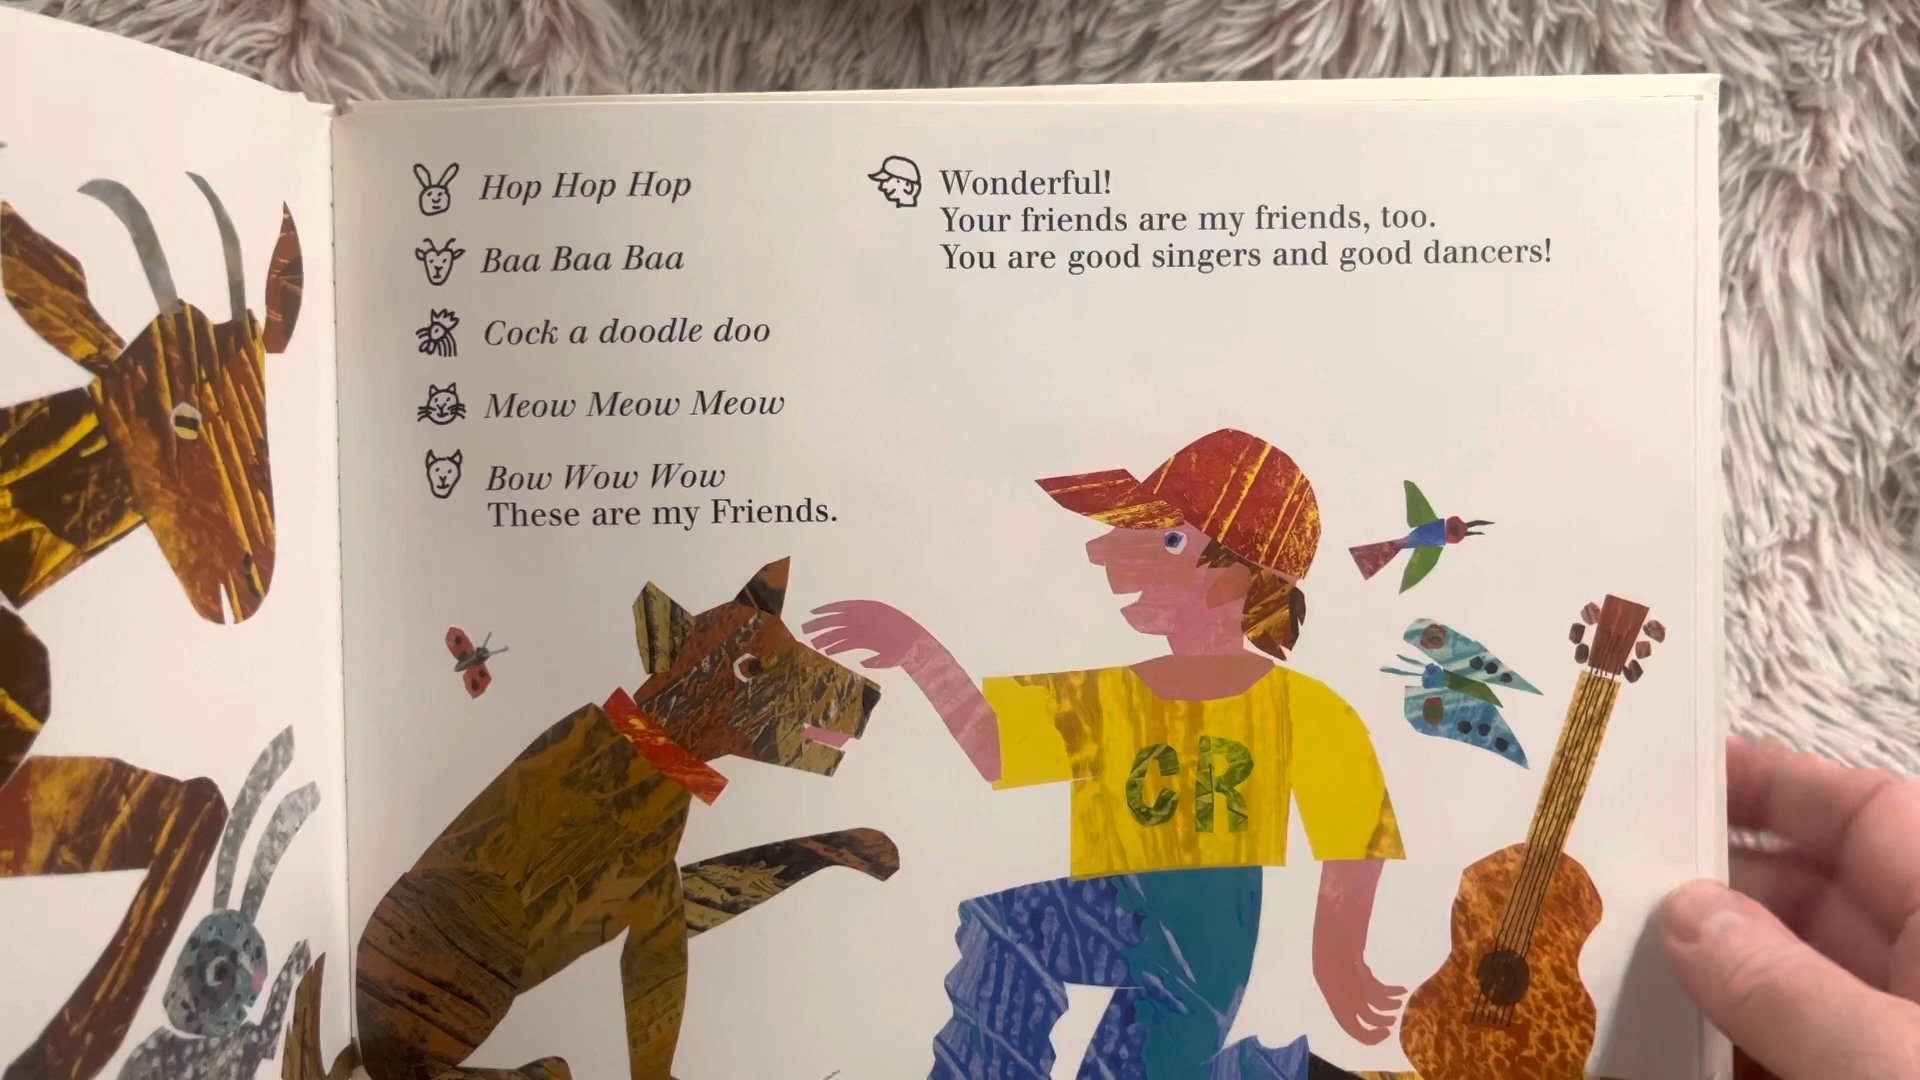 Hop Hop Hop
Baa Baa Baa
Cock a doodle doo
Meow Meow Meow
Bow Wow Wow
These are my Friends.
Wonderful!
Your friends are my friends, too.
You are good singers and good dancers!
CR